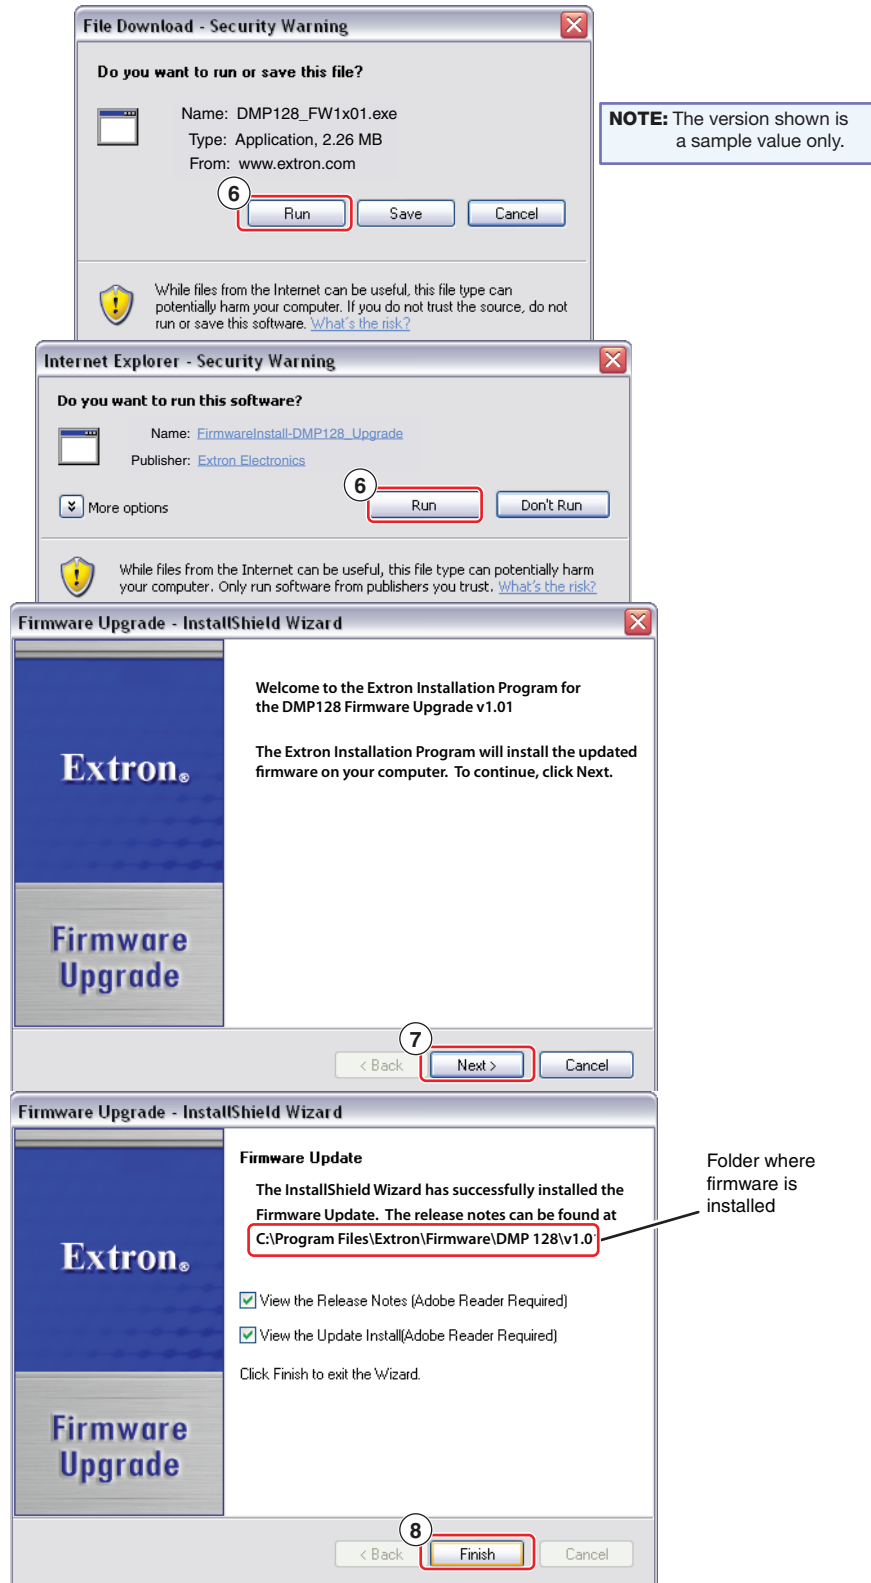 File Download - Security Warning
Do you want to run or save this file?
Name: DMP128_FW1x01.exe
Type: Application, 2.26 MB
From: www.extron.com
NOTE: The version shown is
a sample value only.
6
Run Save Cancel
While files from the Internet can be useful, this file type can
potentially harm your computer. If you do not trust the source, do not
run or save this software. What's the risk?
Internet Explorer - Security Warning
Do you want to run this software?
Name: FirmwareInstall-DMP128_Upgrade
Publisher: Extron Electronics
6
More options Run Don't Run
While files from the Internet can be useful, this file type can potentially harm
your computer. Only run software from publishers you trust. What's the risk?
Firmware Upgrade - InstallShield Wizard
Welcome to the Extron Installation Program for
the DMP128 Firmware Upgrade v1.01
The Extron Installation Program will install the updated
firmware on your computer. To continue, click Next.
Extron®
Firmware
Upgrade
7
< Back Next > Cancel
Firmware Upgrade - InstallShield Wizard
Firmware Update
The InstallShield Wizard has successfully installed the
Firmware Update. The release notes can be found at
C:\Program Files\Extron\Firmware\DMP 128\v1.01
Folder where
firmware is
installed
Extron®
View the Release Notes (Adobe Reader Required)
View the Update Install(Adobe Reader Required)
Click Finish to exit the Wizard.
Firmware
Upgrade
8
< Back Finish Cancel